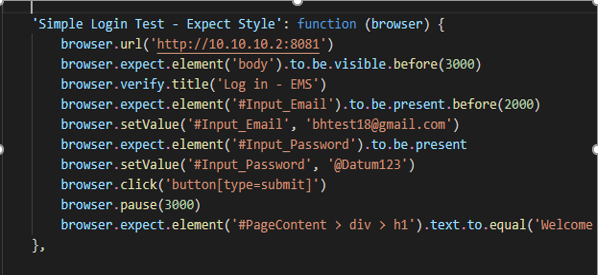 'Simple Login Test - Expect Style': function (browser) {
browser.url('http://10.10.10.2:8081')
browser.expect.element('body').to.be.visible.before(3000)
browser.verify.title('Log in - EMS')
browser.expect.element('#Input_Email').to.be.present.before(2000)
browser.setValue('#Input_Email', 'bhtest18@gmail.com')
browser.expect.element('#Input_Password').to.be.present
browser.setValue('#Input_Password', '@Datum123')
browser.click('button[type=submit]')
browser.pause(3000)
browser.expect.element('#PageContent > div > h1').text.to.equal('Welcome
},